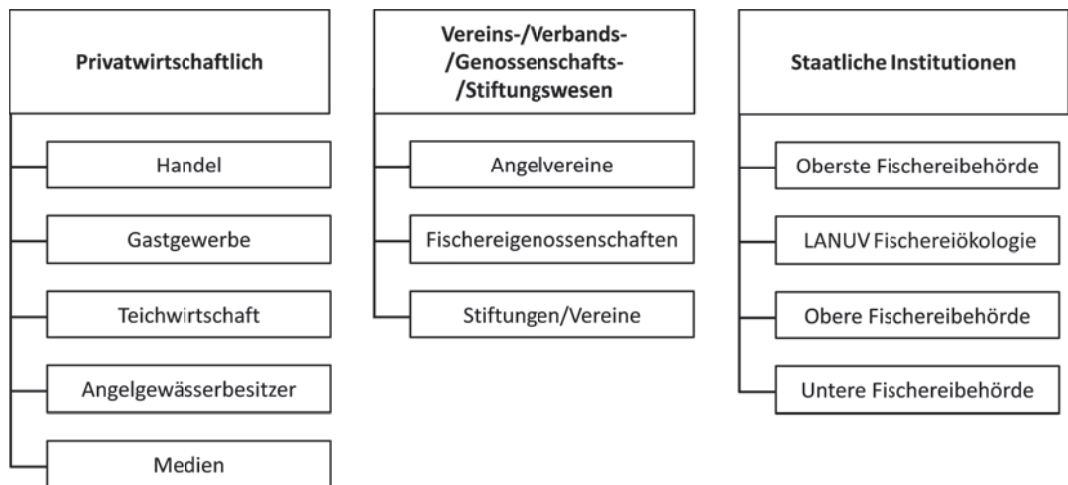 Privatwirtschaftlich
Handel
Gastgewerbe
Teichwirtschaft
Angelgewässerbesitzer
Medien
Vereins-/Verbands-
/Genossenschafts-
/Stiftungswesen
Angelvereine
Fischereigenossenschaften
Stiftungen/Vereine
Staatliche Institutionen
Oberste Fischereibehörde
LANUV Fischereiökologie
Obere Fischereibehörde
Untere Fischereibehörde